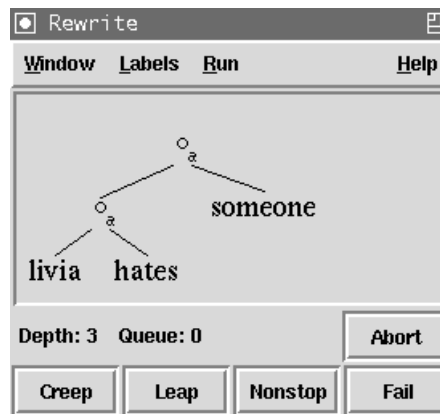 Rewrite
Window Labels Run Help
∘a
∘a someone
livia hates
Depth: 3 Queue: 0 Abort
Creep Leap Nonstop Fail